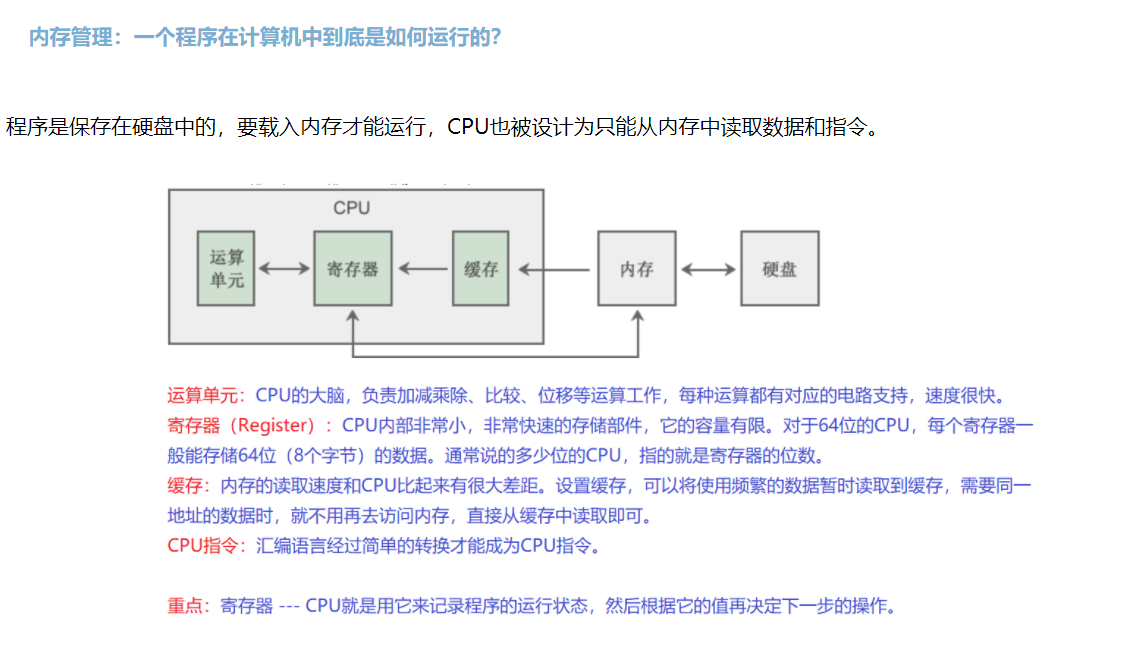 内存管理：一个程序在计算机中到底是如何运行的？
程序是保存在硬盘中的，要载入内存才能运行，CPU也被设计为只能从内存中读取数据和指令。
CPU
运算
单元
寄存器
缓存
内存
硬盘
运算单元：CPU的大脑，负责加减乘除、比较、位移等运算工作，每种运算都有对应的电路支持，速度很快。
寄存器（Register）：CPU内部非常小，非常快速的存储部件，它的容量有限。对于64位的CPU，每个寄存器一
般能存储64位（8个字节）的数据。通常说的多少位的CPU，指的就是寄存器的位数。
缓存：内存的读取速度和CPU比起来有很大差距。设置缓存，可以将使用频繁的数据暂时读取到缓存，需要同一
地址的数据时，就不用再去访问内存，直接从缓存中读取即可。
CPU指令：汇编语言经过简单的转换才能成为CPU指令。
重点：寄存器 --- CPU就是用它来记录程序的运行状态，然后根据它的值再决定下一步的操作。